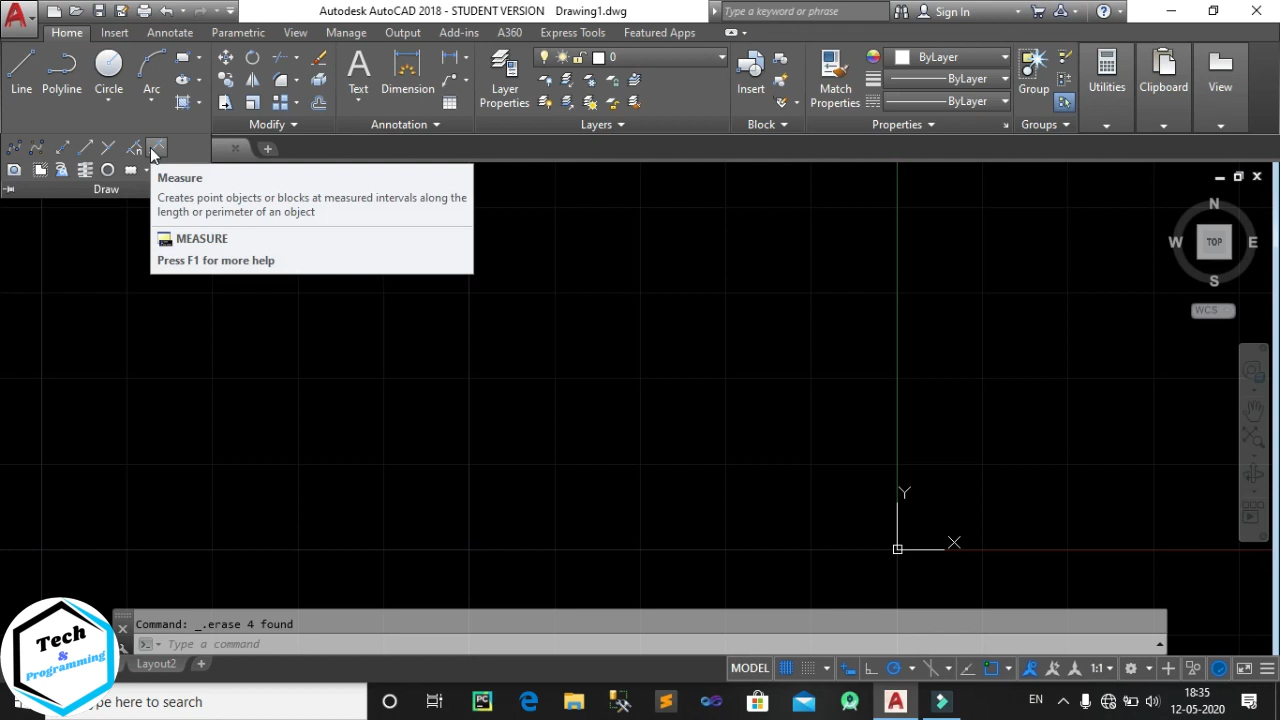 Autodesk AutoCAD 2018 - STUDENT VERSION Drawing1.dwg
Type a keyword or phrase
Sign In
Home Insert Annotate Parametric View Manage Output Add-ins A360 Express Tools Featured Apps
0
ByLayer
ByLayer
ByLayer
Line Polyline Circle Arc
Text Dimension
Layer
Properties
Insert
Match
Properties
Group Utilities Clipboard View
Modify Annotation Layers Block Properties Groups
Draw
Measure
Creates point objects or blocks at measured intervals along the
length or perimeter of an object
MEASURE
Press F1 for more help
N
W TOP E
S
WCS
Y
X
Command: _.erase 4 found
Type a command
Tech
&
Programming
Layout2
MODEL
1:1
ype here to search
EN
18:35
12-05-2020